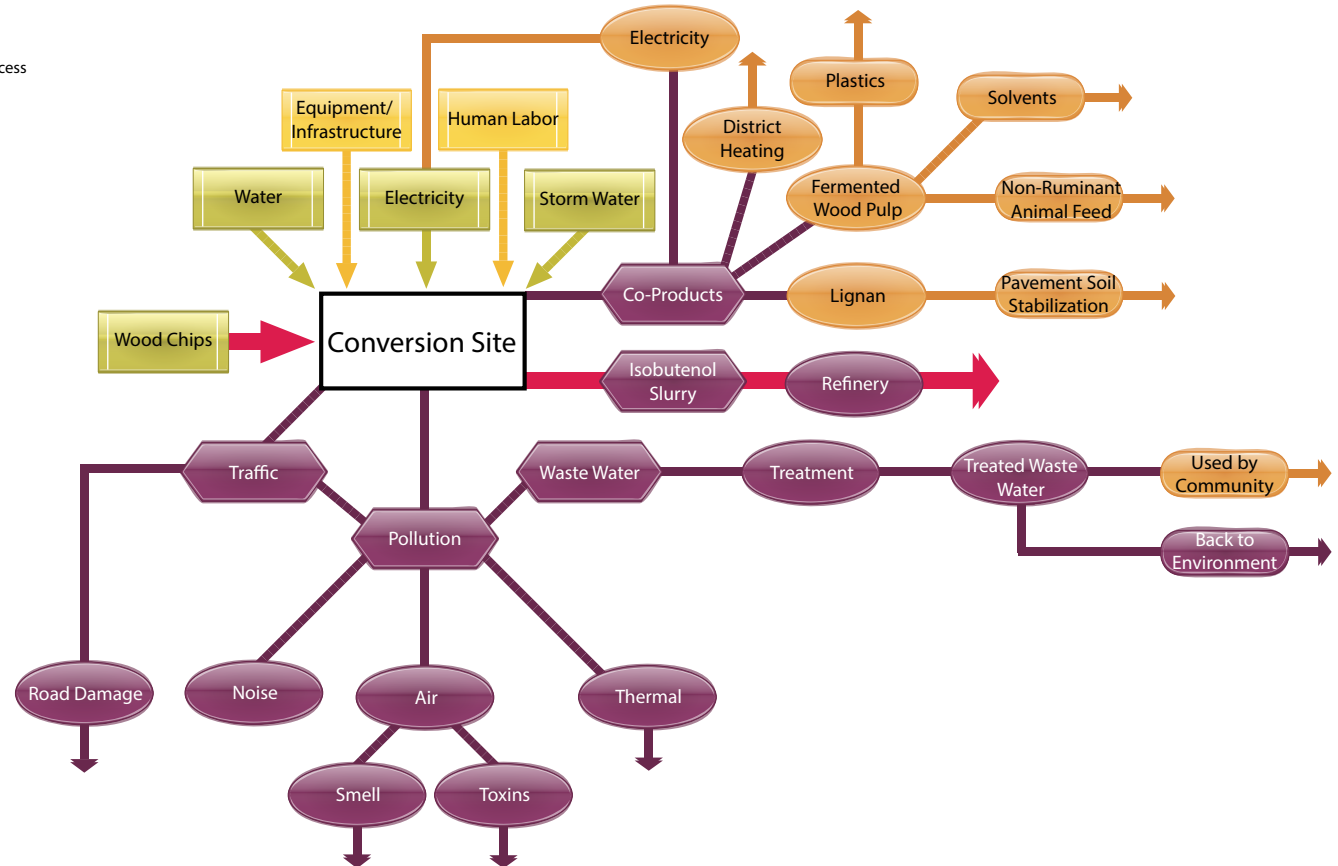 Electricity
cess
Plastics
Solvents
Equipment/
Infrastructure
Human Labor
District
Heating
Water
Electricity
Storm Water
Fermented
Wood Pulp
Non-Ruminant
Animal Feed
Co-Products
Lignan
Pavement Soil
Stabilization
Wood Chips
Conversion Site
Isobutenol
Slurry
Refinery
Traffic
Waste Water
Treatment
Treated Waste
Water
Used by
Community
Pollution
Back to
Environment
Road Damage
Noise
Air
Thermal
Smell
Toxins